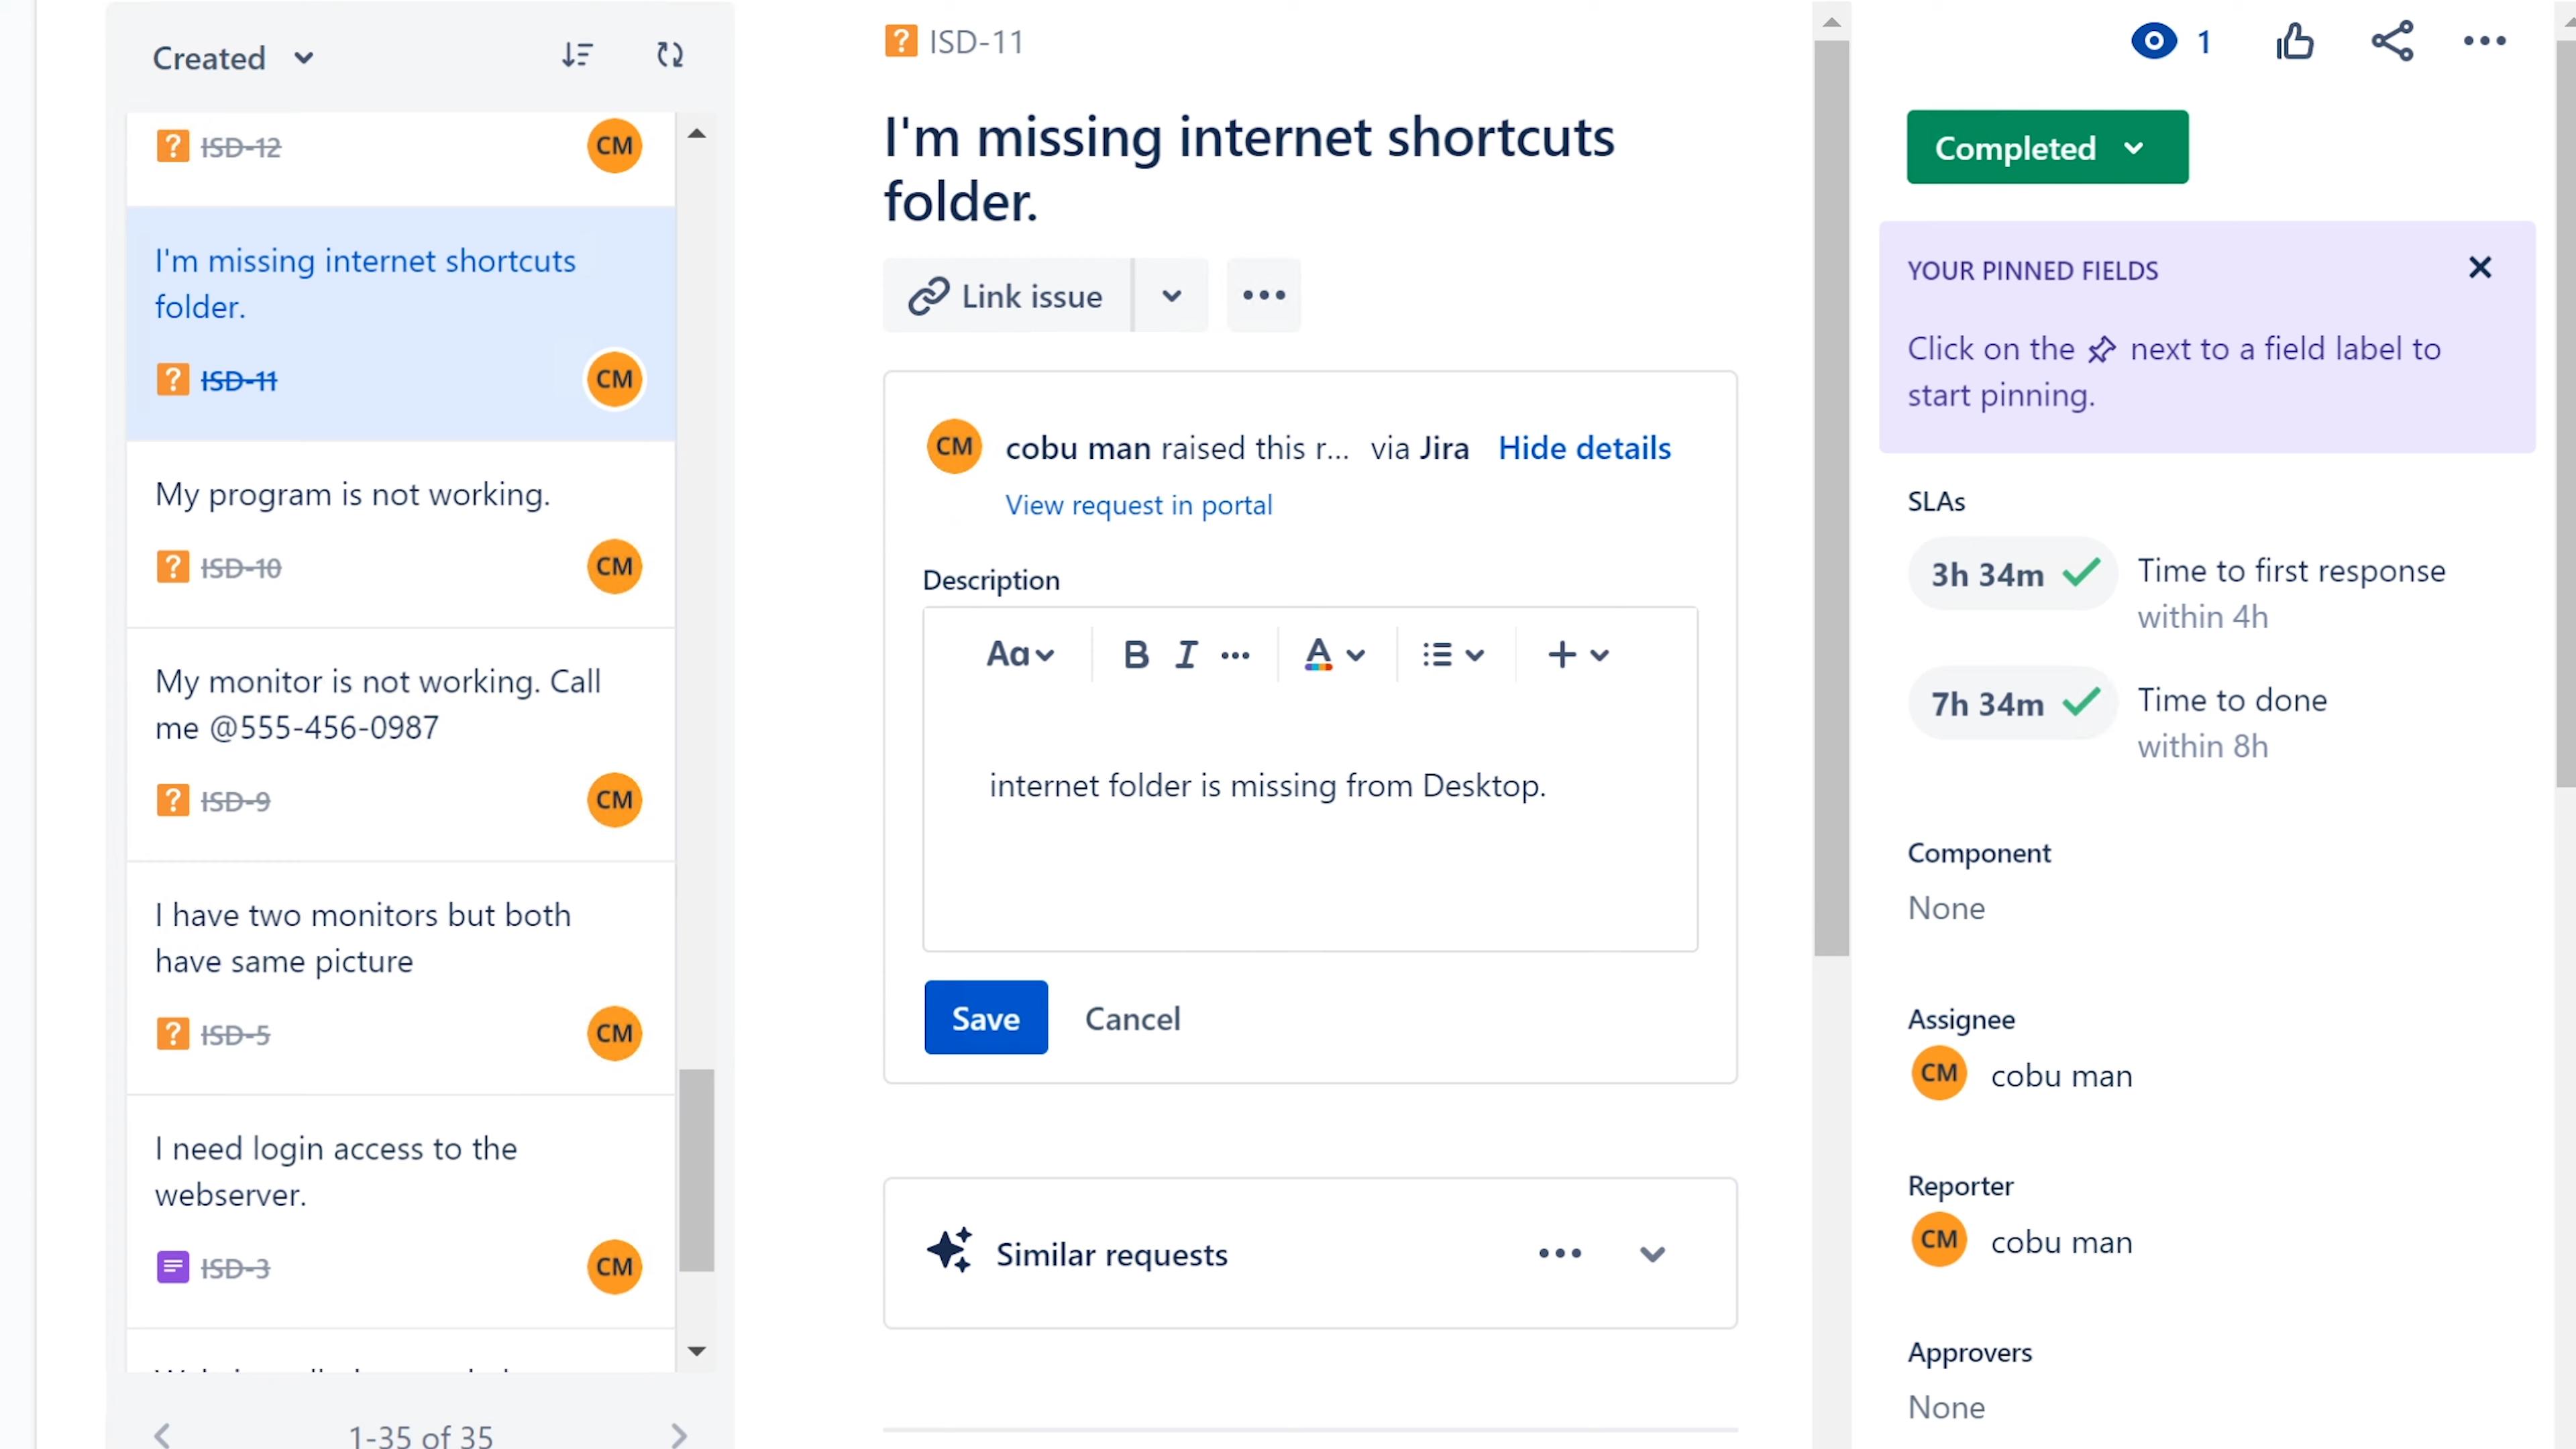 Created
ISD-12
CM
I'm missing internet shortcuts
folder.
ISD-11
CM
My program is not working.
ISD-10
CM
My monitor is not working. Call
me @555-456-0987
ISD-9
CM
I have two monitors but both
have same picture
ISD-5
CM
I need login access to the
webserver.
ISD-3
CM
1-35 of 35
ISD-11
I'm missing internet shortcuts
folder.
Link issue
CM
cobu man raised this r... via Jira Hide details
View request in portal
Description
Aa B I A
internet folder is missing from Desktop.
Save Cancel
Similar requests
1
Completed
YOUR PINNED FIELDS
Click on the next to a field label to
start pinning.
SLAs
3h 34m Time to first response
within 4h
7h 34m Time to done
within 8h
Component
None
Assignee
CM cobu man
Reporter
CM cobu man
Approvers
None